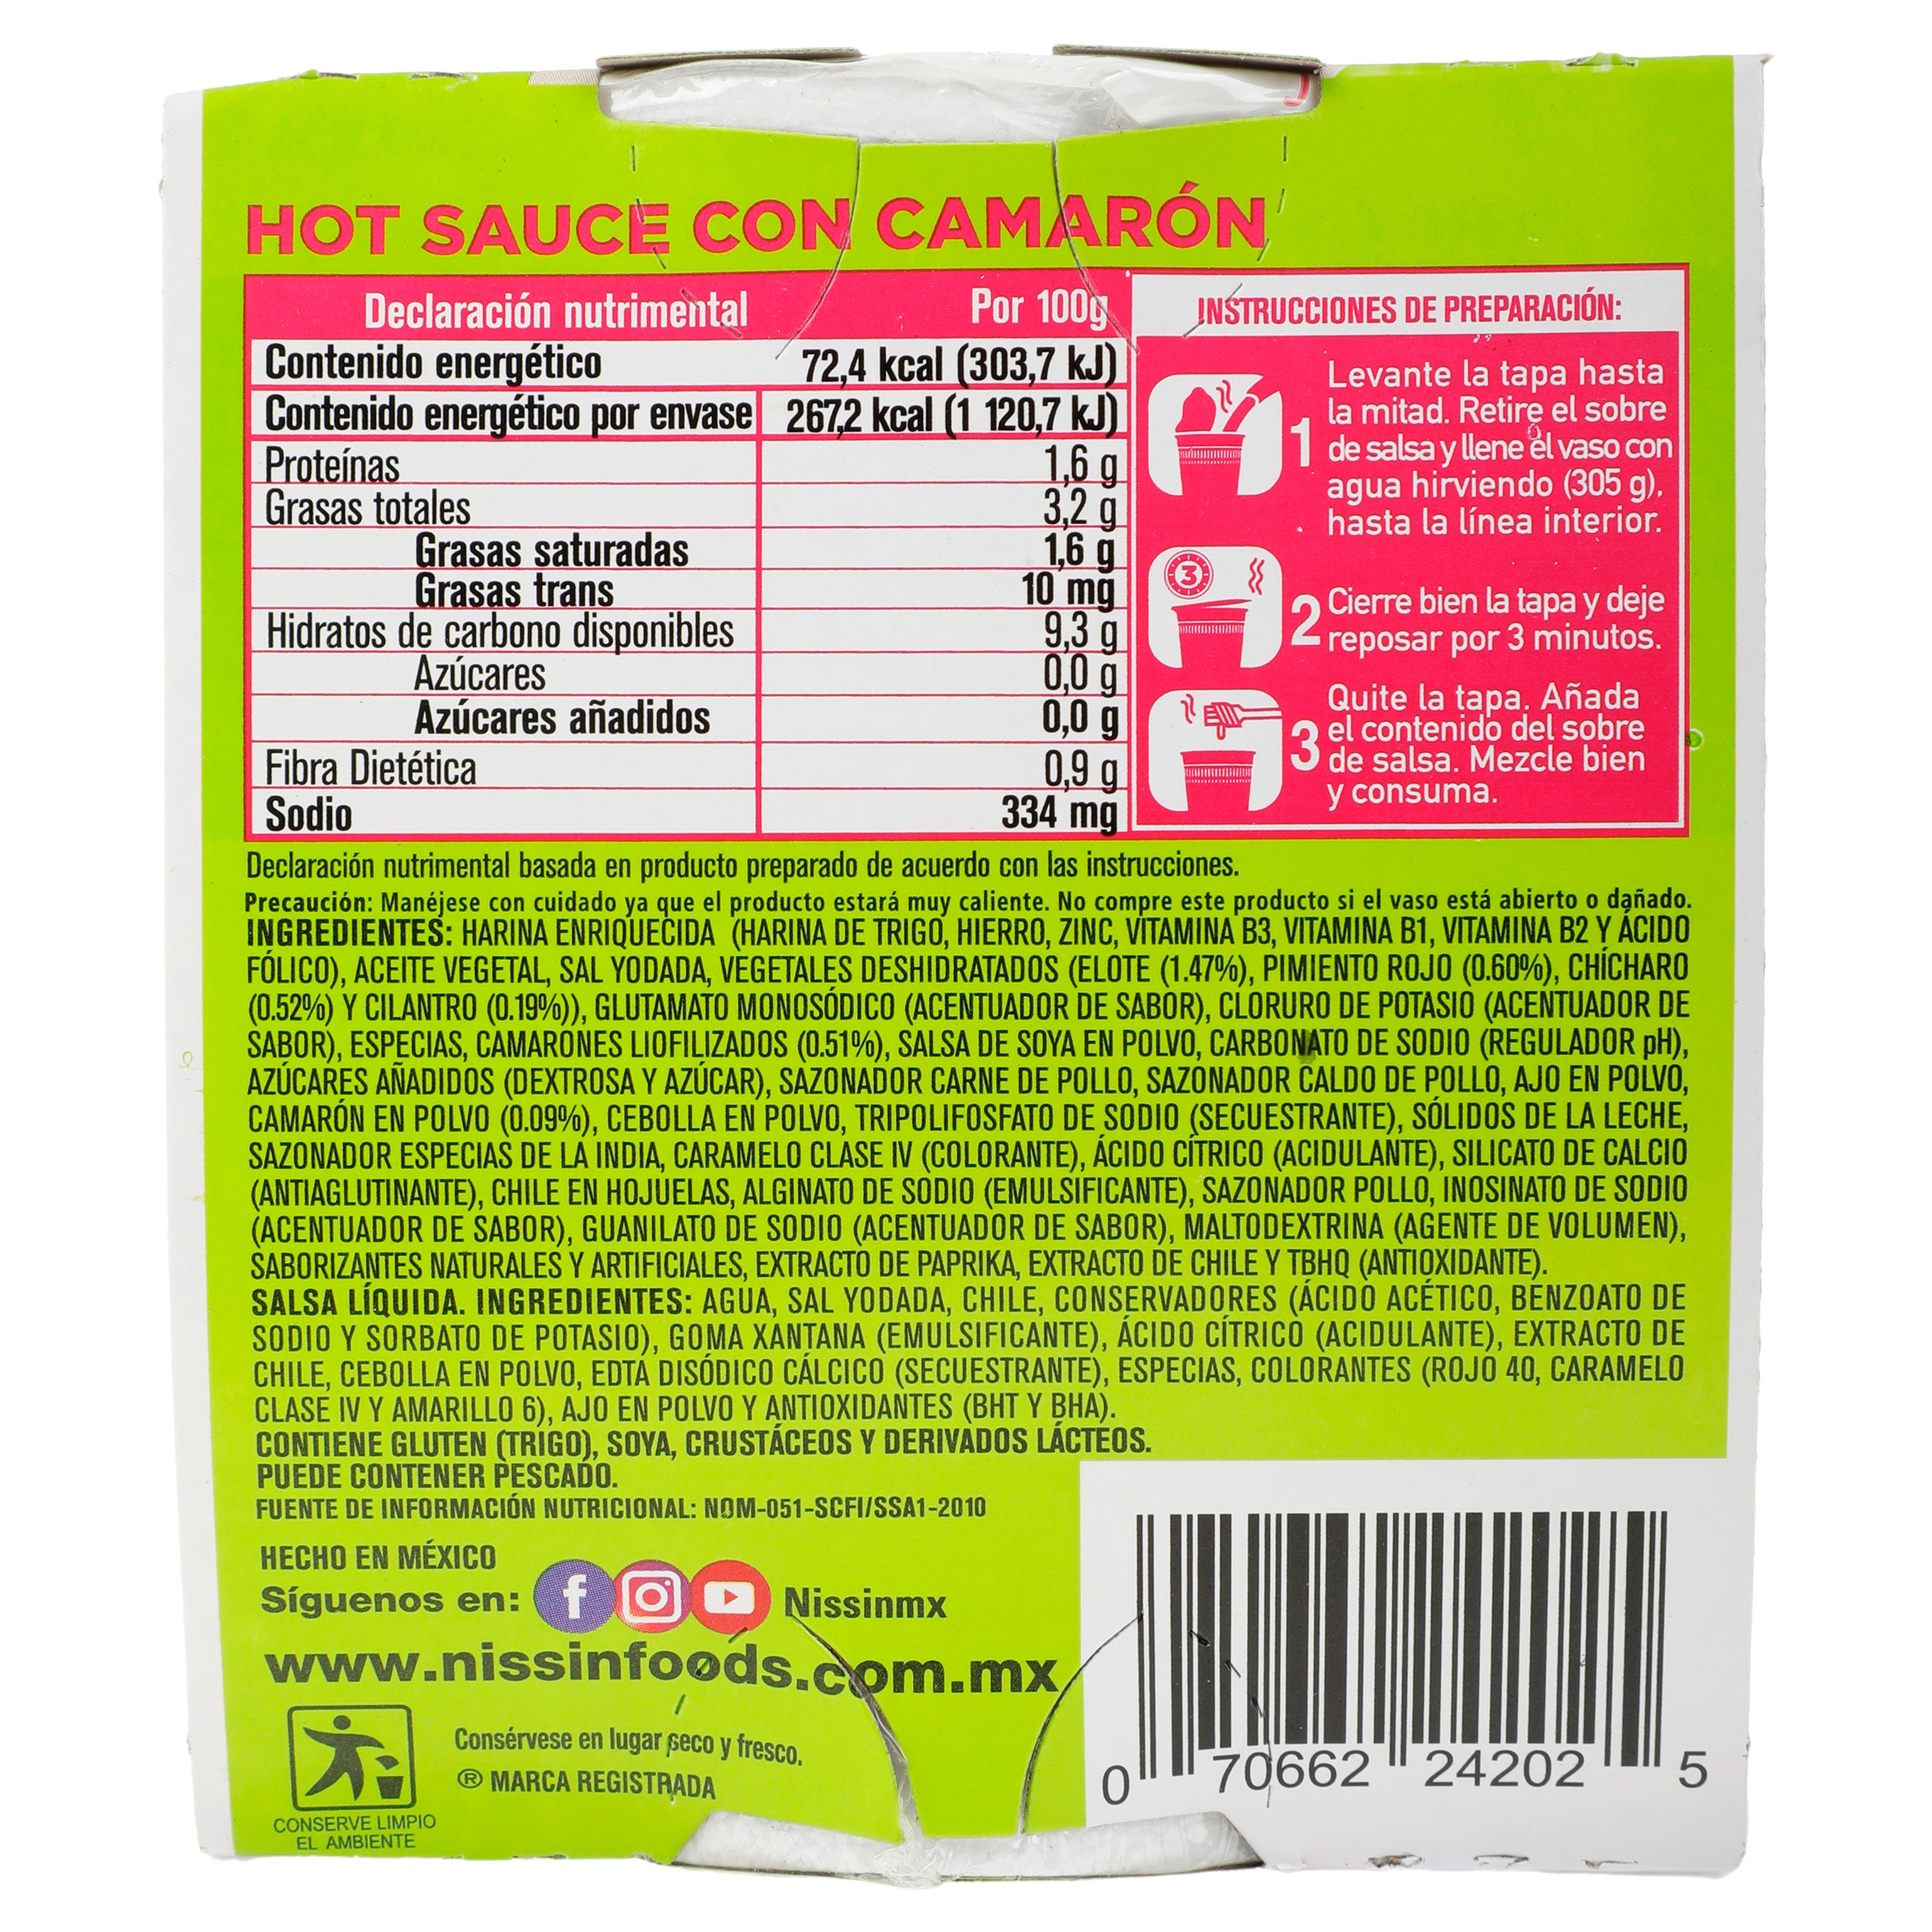 HOT SAUCE CON CAMARÓN
Declaración nutrimental Por 100g
Contenido energético 72,4 kcal (303,7 kJ)
Contenido energético por envase 267,2 kcal (1 120,7 kJ)
Proteínas 1,6 g
Grasas totales 3,2 g
Grasas saturadas 1,6 g
Grasas trans 10 mg
Hidratos de carbono disponibles 9,3 g
Azúcares 0,0 g
Azúcares añadidos 0,0 g
Fibra Dietética 0,9 g
Sodio 334 mg
INSTRUCCIONES DE PREPARACIÓN:
1 Levante la tapa hasta
la mitad. Retire el sobre
de salsa y llene el vaso con
agua hirviendo (305 g),
hasta la línea interior.
3
2 Cierre bien la tapa y deje
reposar por 3 minutos.
3 Quite la tapa. Añada
el contenido del sobre
de salsa. Mezcle bien
y consuma.
Declaración nutrimental basada en producto preparado de acuerdo con las instrucciones.
Precaución: Manéjese con cuidado ya que el producto estará muy caliente. No compre este producto si el vaso está abierto o dañado.
INGREDIENTES: HARINA ENRIQUECIDA (HARINA DE TRIGO, HIERRO, ZINC, VITAMINA B3, VITAMINA B1, VITAMINA B2 Y ÁCIDO
FÓLICO), ACEITE VEGETAL, SAL YODADA, VEGETALES DESHIDRATADOS (ELOTE (1.47%), PIMIENTO ROJO (0.60%), CHÍCHARO
(0.52%) Y CILANTRO (0.19%)), GLUTAMATO MONOSÓDICO (ACENTUADOR DE SABOR), CLORURO DE POTASIO (ACENTUADOR DE
SABOR), ESPECIAS, CAMARONES LIOFILIZADOS (0.51%), SALSA DE SOYA EN POLVO, CARBONATO DE SODIO (REGULADOR pH),
AZÚCARES AÑADIDOS (DEXTROSA Y AZÚCAR), SAZONADOR CARNE DE POLLO, SAZONADOR CALDO DE POLLO, AJO EN POLVO,
CAMARÓN EN POLVO (0.09%), CEBOLLA EN POLVO, TRIPOLIFOSFATO DE SODIO (SECUESTRANTE), SÓLIDOS DE LA LECHE,
SAZONADOR ESPECIAS DE LA INDIA, CARAMELO CLASE IV (COLORANTE), ÁCIDO CÍTRICO (ACIDULANTE), SILICATO DE CALCIO
(ANTIAGLUTINANTE), CHILE EN HOJUELAS, ALGINATO DE SODIO (EMULSIFICANTE), SAZONADOR POLLO, INOSINATO DE SODIO
(ACENTUADOR DE SABOR), GUANILATO DE SODIO (ACENTUADOR DE SABOR), MALTODEXTRINA (AGENTE DE VOLUMEN),
SABORIZANTES NATURALES Y ARTIFICIALES, EXTRACTO DE PAPRIKA, EXTRACTO DE CHILE Y TBHQ (ANTIOXIDANTE).
SALSA LÍQUIDA. INGREDIENTES: AGUA, SAL YODADA, CHILE, CONSERVADORES (ÁCIDO ACÉTICO, BENZOATO DE
SODIO Y SORBATO DE POTASIO), GOMA XANTANA (EMULSIFICANTE), ÁCIDO CÍTRICO (ACIDULANTE), EXTRACTO DE
CHILE, CEBOLLA EN POLVO, EDTA DISÓDICO CÁLCICO (SECUESTRANTE), ESPECIAS, COLORANTES (ROJO 40, CARAMELO
CLASE IV Y AMARILLO 6), AJO EN POLVO Y ANTIOXIDANTES (BHT Y BHA).
CONTIENE GLUTEN (TRIGO), SOYA, CRUSTÁCEOS Y DERIVADOS LÁCTEOS.
PUEDE CONTENER PESCADO.
FUENTE DE INFORMACIÓN NUTRICIONAL: NOM-051-SCFI/SSA1-2010
HECHO EN MÉXICO
Síguenos en: Nissinmx
www.nissinfoods.com.mx
Consérvese en lugar seco y fresco.
® MARCA REGISTRADA
CONSERVE LIMPIO
EL AMBIENTE
0 70662 24202 5